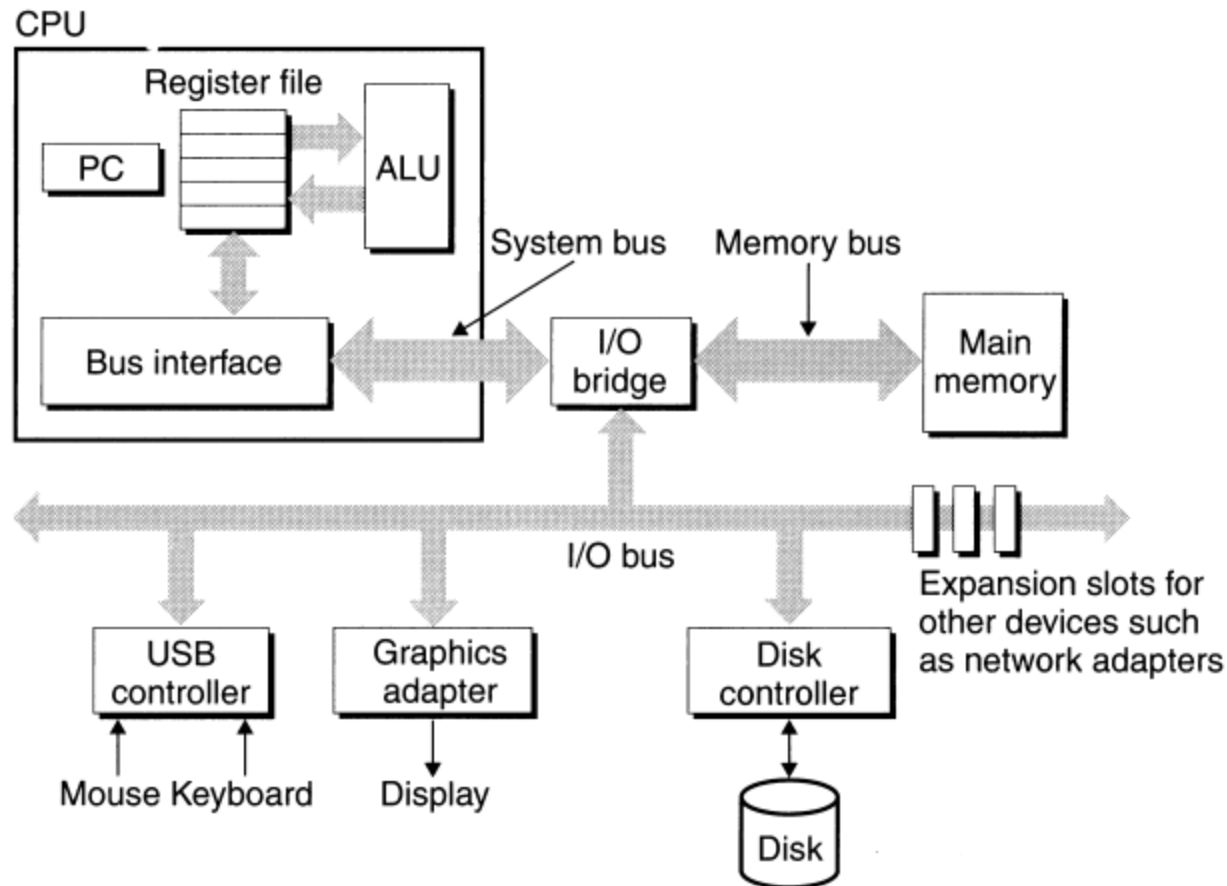 CPU
Register file
PC
ALU
System bus
Memory bus
Bus interface
I/O
bridge
Main
memory
I/O bus
Expansion slots for
other devices such
as network adapters
USB
controller
Graphics
adapter
Disk
controller
Mouse Keyboard
Display
Disk